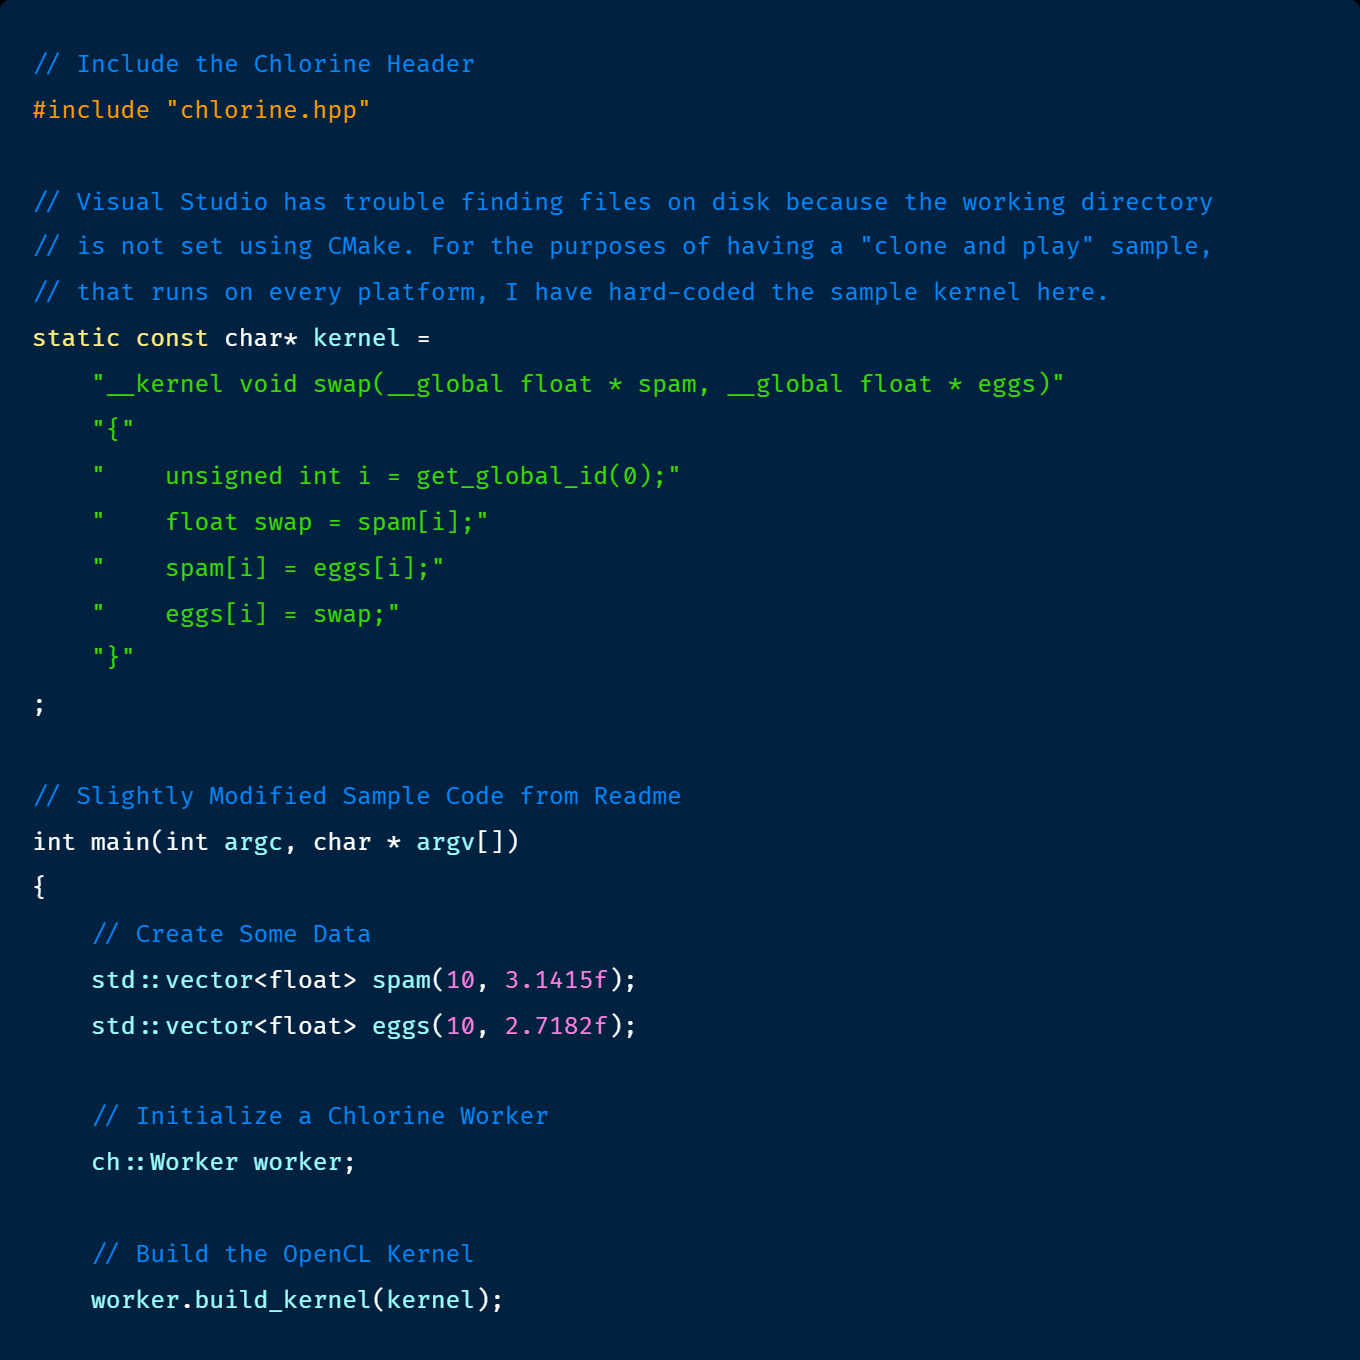 // Include the Chlorine Header
#include "chlorine.hpp"

// Visual Studio has trouble finding files on disk because the working directory
// is not set using CMake. For the purposes of having a "clone and play" sample,
// that runs on every platform, I have hard-coded the sample kernel here.
static const char* kernel =
    "__kernel void swap(__global float * spam, __global float * eggs)"
    "{"
    "    unsigned int i = get_global_id(0);"
    "    float swap = spam[i];"
    "    spam[i] = eggs[i];"
    "    eggs[i] = swap;"
    "}"
;

// Slightly Modified Sample Code from Readme
int main(int argc, char * argv[])
{
    // Create Some Data
    std::vector<float> spam(10, 3.1415f);
    std::vector<float> eggs(10, 2.7182f);

    // Initialize a Chlorine Worker
    ch::Worker worker;

    // Build the OpenCL Kernel
    worker.build_kernel(kernel);